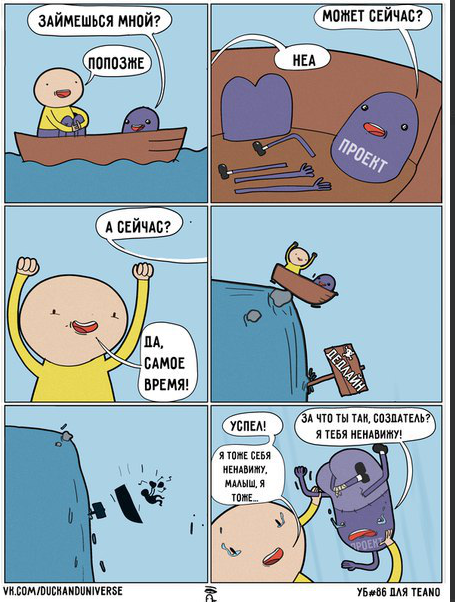 ЗАЙМЕШЬСЯ МНОЙ?
ПОПОЗЖЕ
МОЖЕТ СЕЙЧАС?
НЕА
ПРОЕКТ
А СЕЙЧАС?
ДА,
САМОЕ
ВРЕМЯ!
ДЕДЛАЙН
УСПЕЛ!
Я ТОЖЕ СЕБЯ
НЕНАВИЖУ,
МАЛЫШ, Я
ТОЖЕ...
ЗА ЧТО ТЫ ТАК, СОЗДАТЕЛЬ?
Я ТЕБЯ НЕНАВИЖУ!
ПРОЕКТ
VK.COM/DUCKANDUNIVERSE
УБ#86 ДЛЯ TEANO